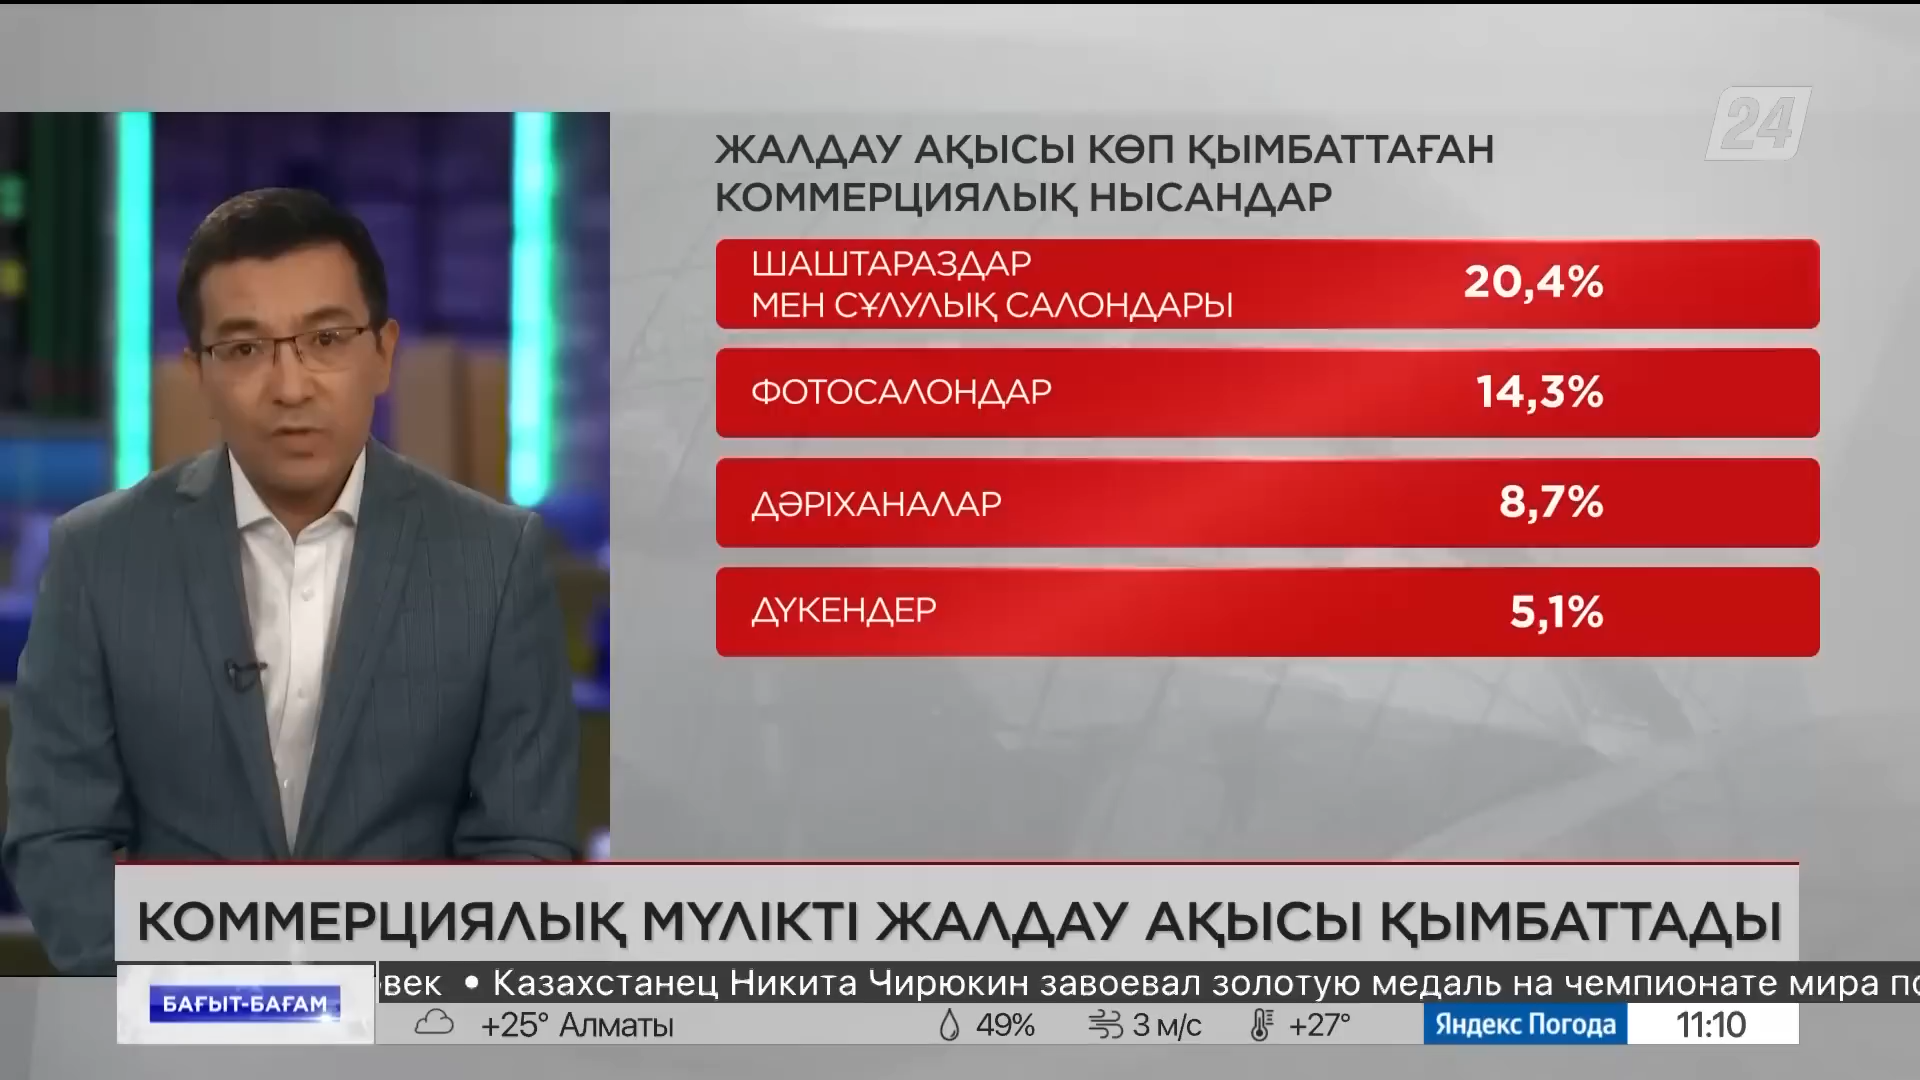 24
ЖАЛДАУ АҚЫСЫ КӨП ҚЫМБАТТАҒАН
КОММЕРЦИЯЛЫҚ НЫСАНДАР
ШАШТАРАЗДАР
МЕН СҰЛУЛЫҚ САЛОНДАРЫ 20,4%
ФОТОСАЛОНДАР 14,3%
ДӘРІХАНАЛАР 8,7%
ДҮКЕНДЕР 5,1%
КОММЕРЦИЯЛЫҚ МҮЛІКТІ ЖАЛДАУ АҚЫСЫ ҚЫМБАТТАДЫ
БАҒЫТ-БАҒАМ
век • Казахстанец Никита Чирюкин завоевал золотую медаль на чемпионате мира по
+25° Алматы 49% 3 м/с +27° Яндекс Погода 11:10